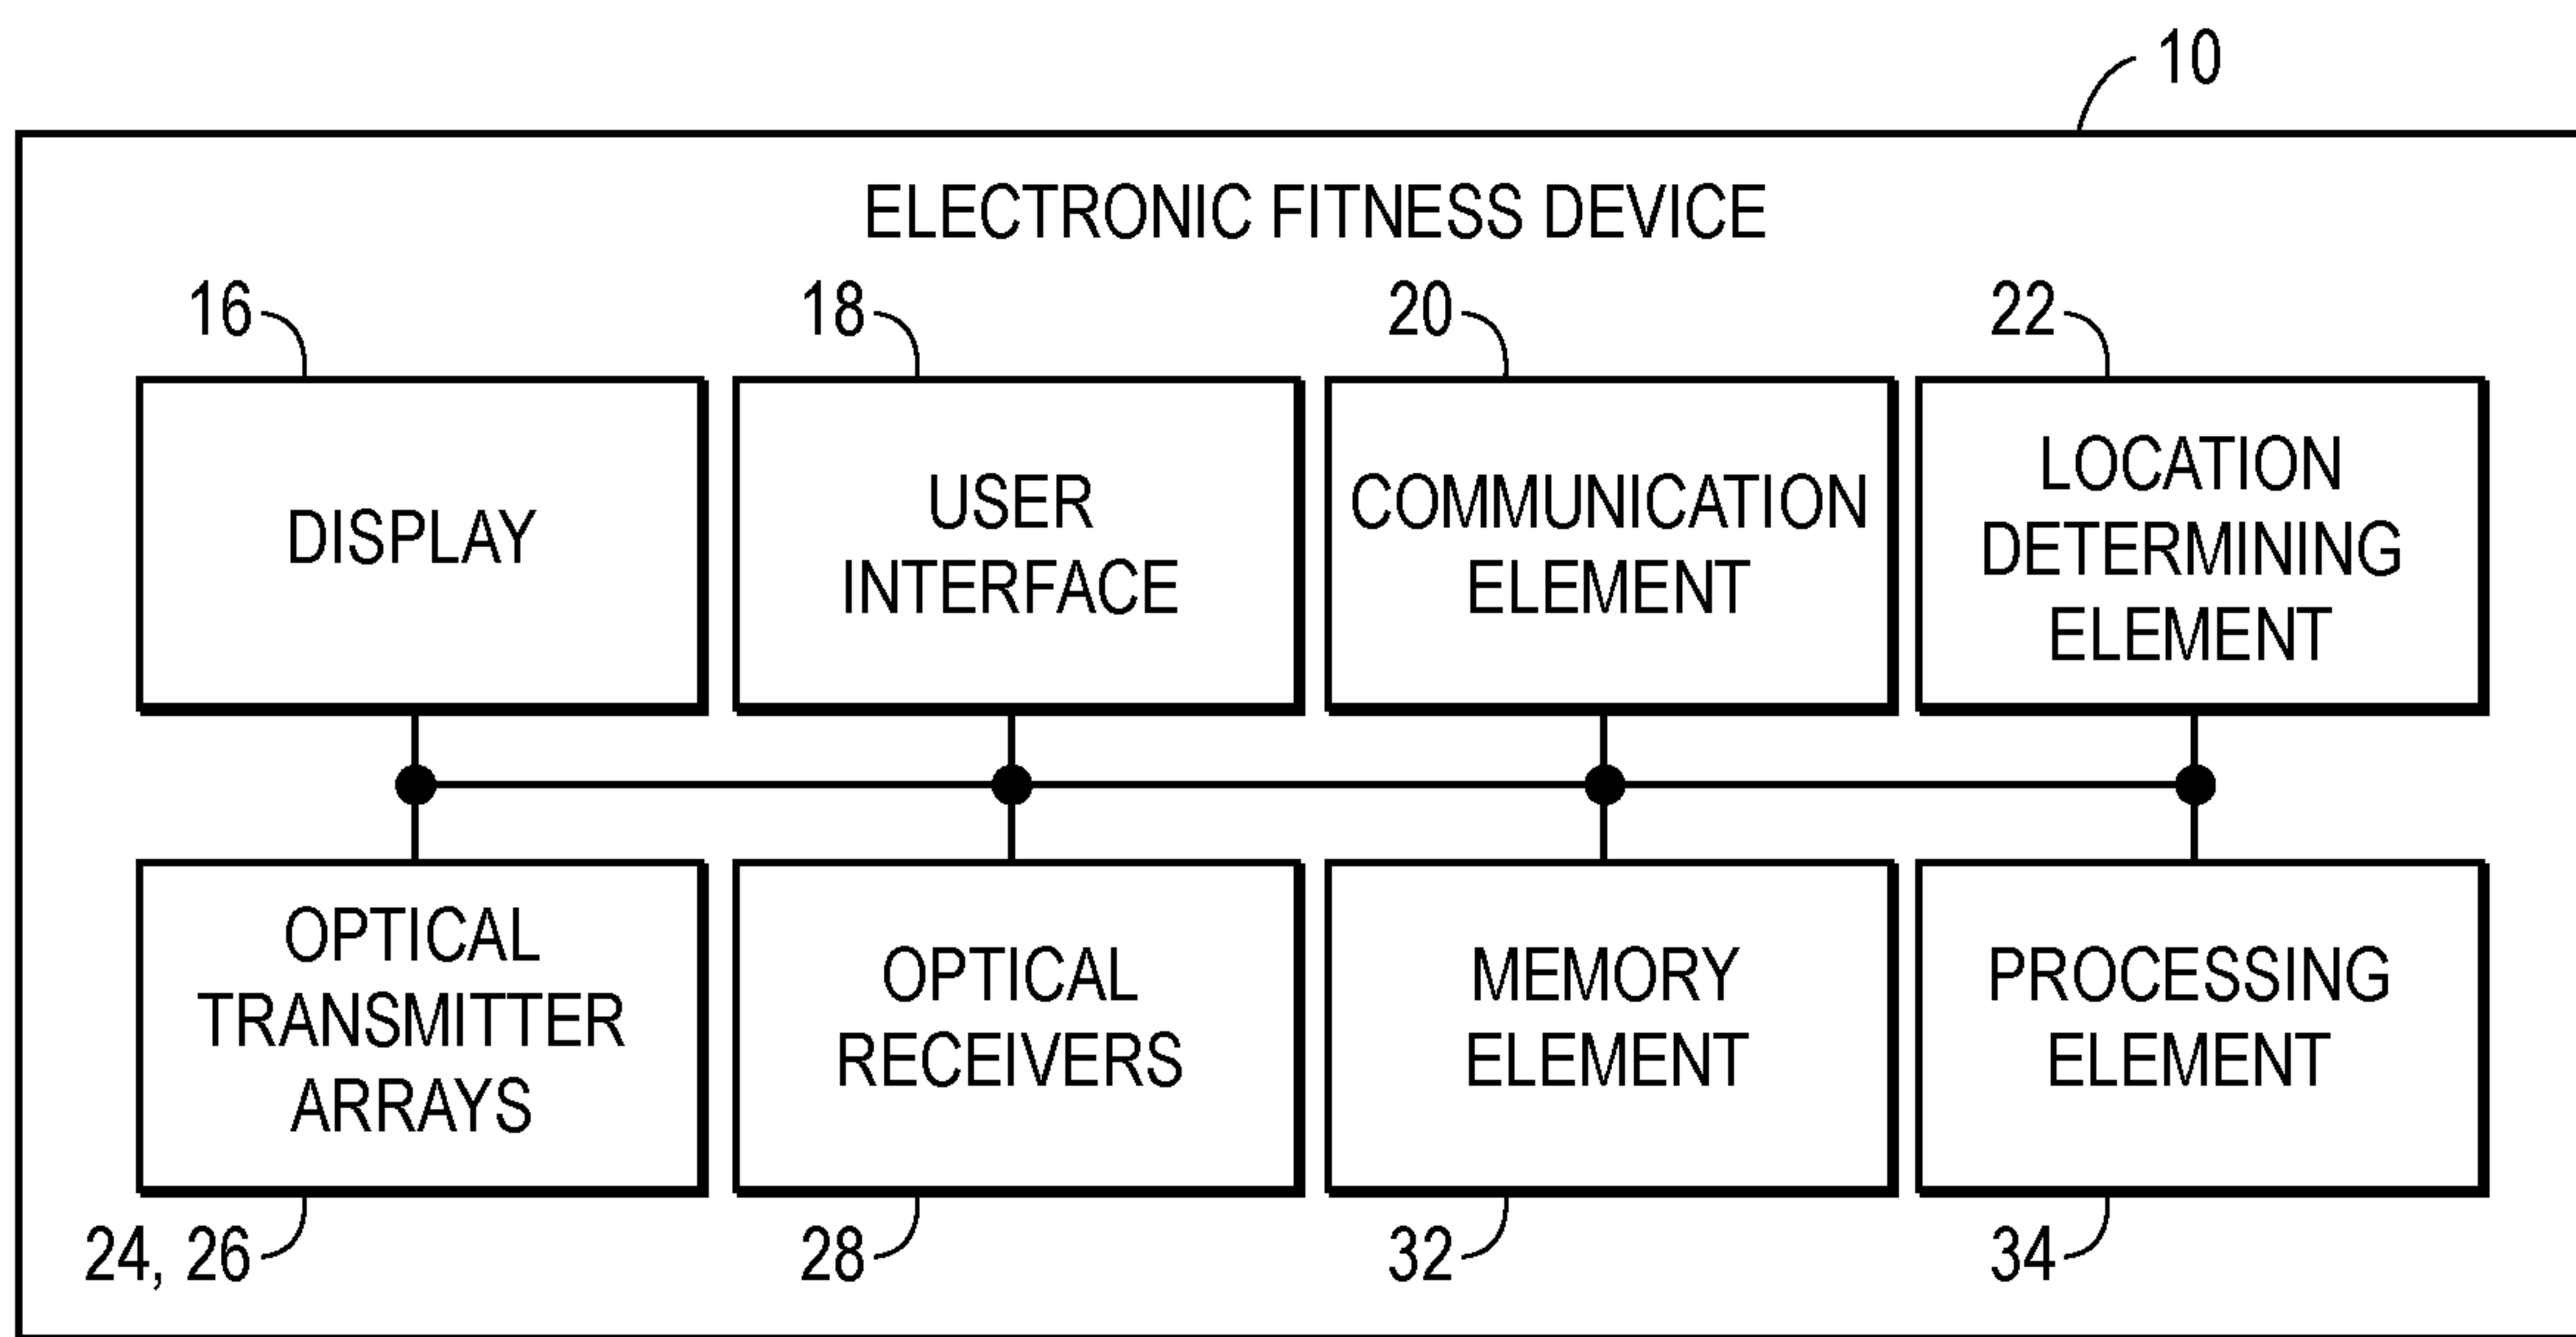 10
ELECTRONIC FITNESS DEVICE
16
18
20
22
DISPLAY
USER
INTERFACE
COMMUNICATION
ELEMENT
LOCATION
DETERMINING
ELEMENT
OPTICAL
TRANSMITTER
ARRAYS
OPTICAL
RECEIVERS
MEMORY
ELEMENT
PROCESSING
ELEMENT
24, 26
28
32
34